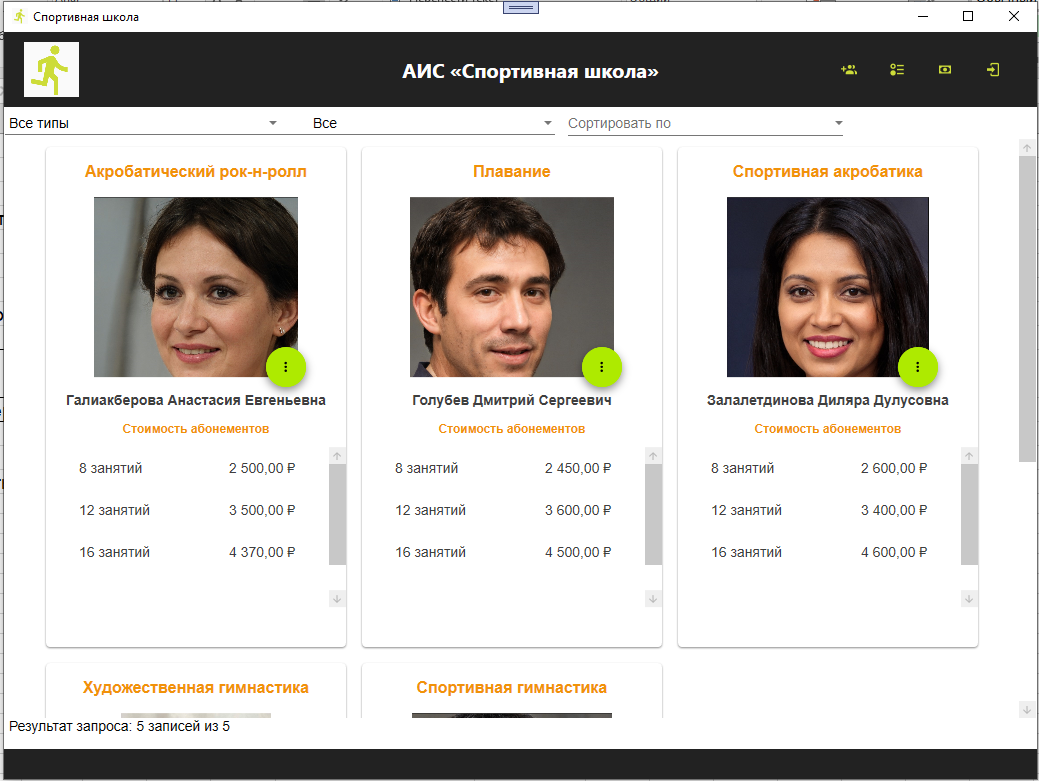 Спортивная школа
АИС «Спортивная школа»
Все типы Все Сортировать по
Акробатический рок-н-ролл
Галиакберова Анастасия Евгеньевна
Стоимость абонементов
8 занятий 2 500,00 ₽
12 занятий 3 500,00 ₽
16 занятий 4 370,00 ₽
Плавание
Голубев Дмитрий Сергеевич
Стоимость абонементов
8 занятий 2 450,00 ₽
12 занятий 3 600,00 ₽
16 занятий 4 500,00 ₽
Спортивная акробатика
Залалетдинова Диляра Дулусовна
Стоимость абонементов
8 занятий 2 600,00 ₽
12 занятий 3 400,00 ₽
16 занятий 4 600,00 ₽
Художественная гимнастика
Спортивная гимнастика
Результат запроса: 5 записей из 5